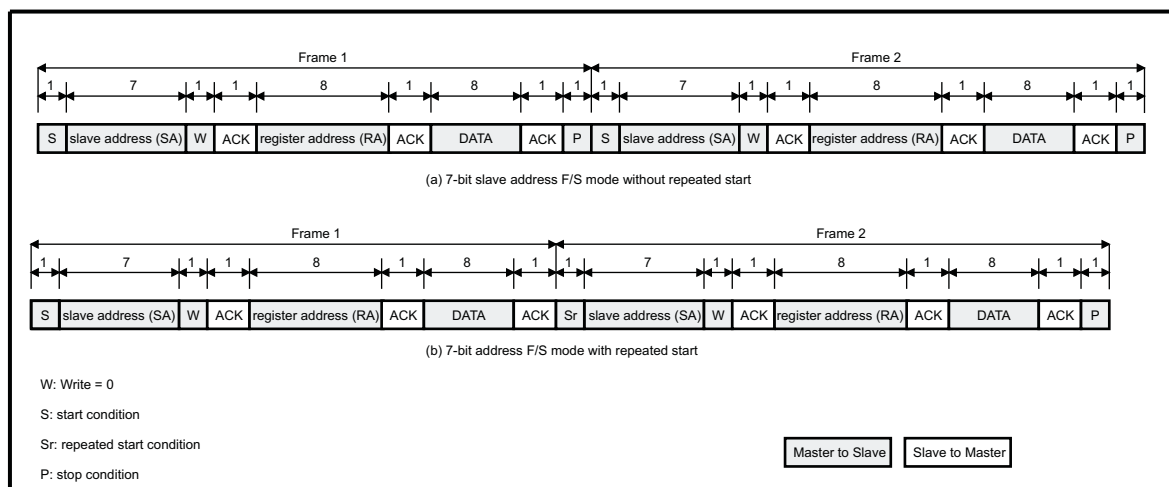 Frame 1 Frame 2
1 7 1 1 8 1 8 1 1 1 7 1 1 8 1 8 1 1
S slave address (SA) W ACK register address (RA) ACK DATA ACK P S slave address (SA) W ACK register address (RA) ACK DATA ACK P
(a) 7-bit slave address F/S mode without repeated start
Frame 1 Frame 2
1 7 1 1 8 1 8 1 1 7 1 1 8 1 8 1 1
S slave address (SA) W ACK register address (RA) ACK DATA ACK Sr slave address (SA) W ACK register address (RA) ACK DATA ACK P
(b) 7-bit address F/S mode with repeated start
W: Write = 0
S: start condition
Sr: repeated start condition
P: stop condition
Master to Slave Slave to Master